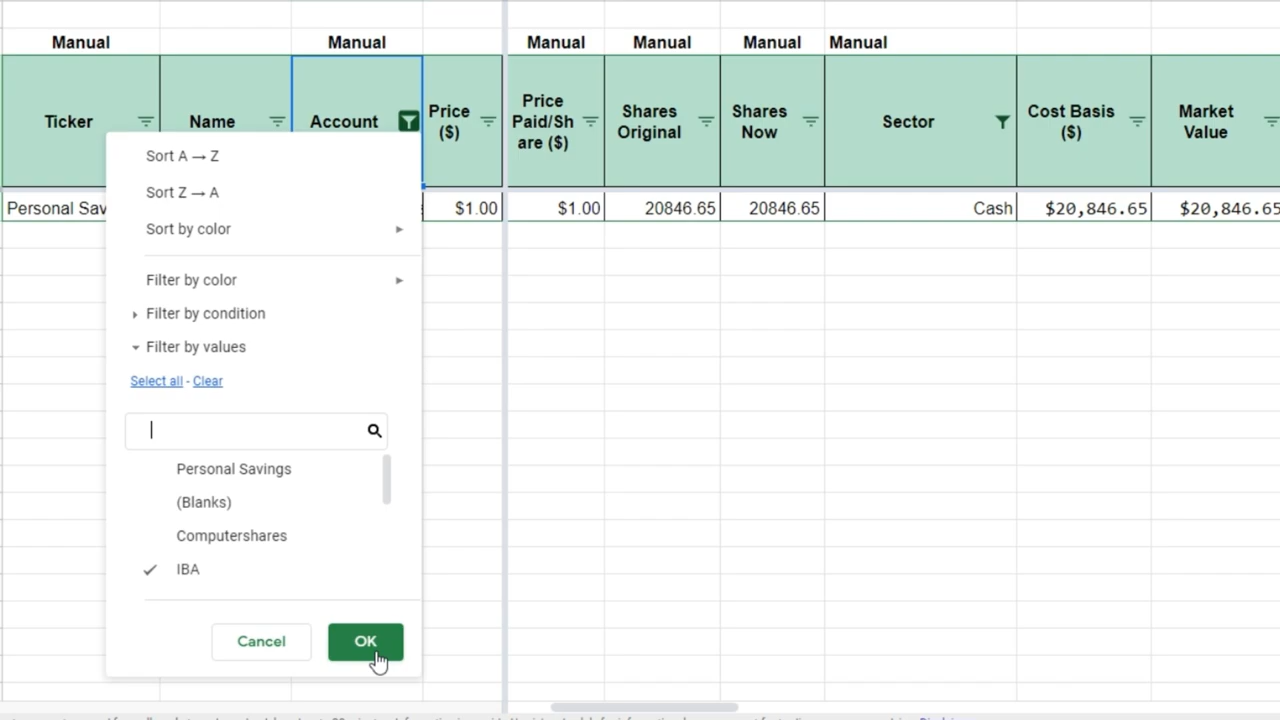 Manual Manual Manual Manual Manual Manual
Ticker Name Account Price ($) Price Paid/Sh are ($) Shares Original Shares Now Sector Cost Basis ($) Market Value
Personal Sav $1.00 $1.00 20846.65 20846.65 Cash $20,846.65 $20,846.65
Sort A → Z
Sort Z → A
Sort by color
Filter by color
Filter by condition
Filter by values
Select all - Clear
Personal Savings
(Blanks)
Computershares
IBA
Cancel OK